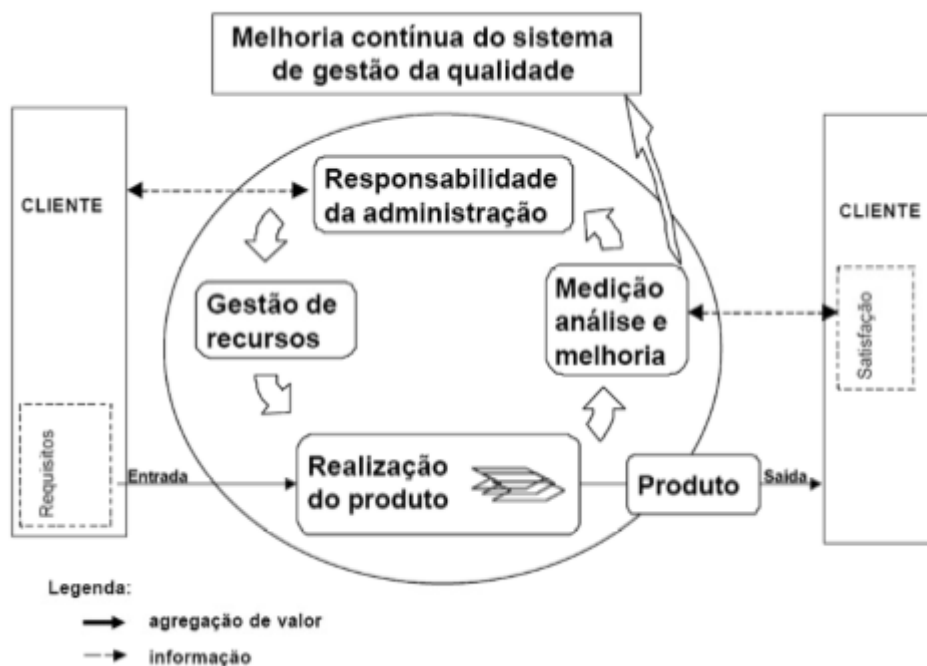 Melhoria contínua do sistema
de gestão da qualidade
CLIENTE
Responsabilidade
da administração
CLIENTE
Gestão de
recursos
Medição
análise e
melhoria
Satisfação
Requisitos
Entrada
Realização
do produto
Produto
Saída
Legenda:
agregação de valor
informação